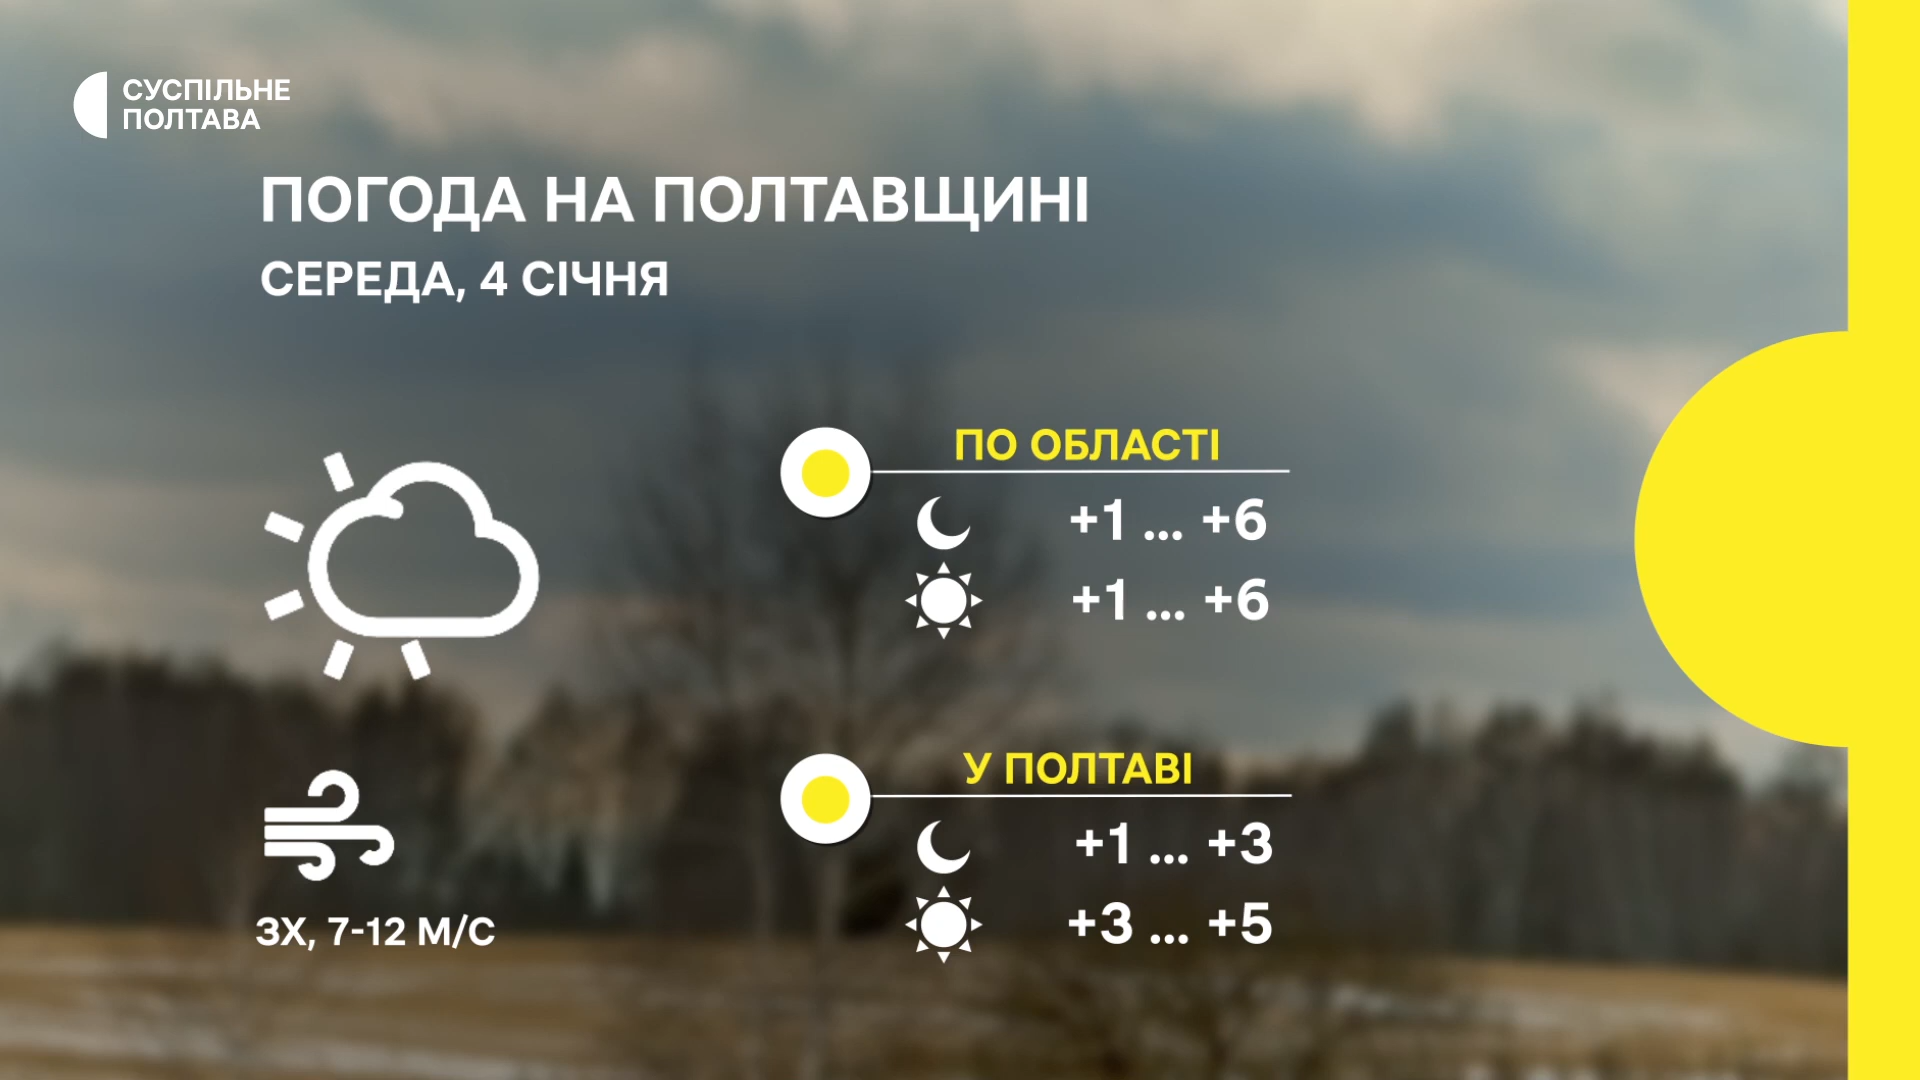 СУСПІЛЬНЕ
ПОЛТАВА
ПОГОДА НА ПОЛТАВЩИНІ
СЕРЕДА, 4 СІЧНЯ
ПО ОБЛАСТІ
+1 ... +6
+1 ... +6
ЗХ, 7-12 М/С
У ПОЛТАВІ
+1 ... +3
+3 ... +5